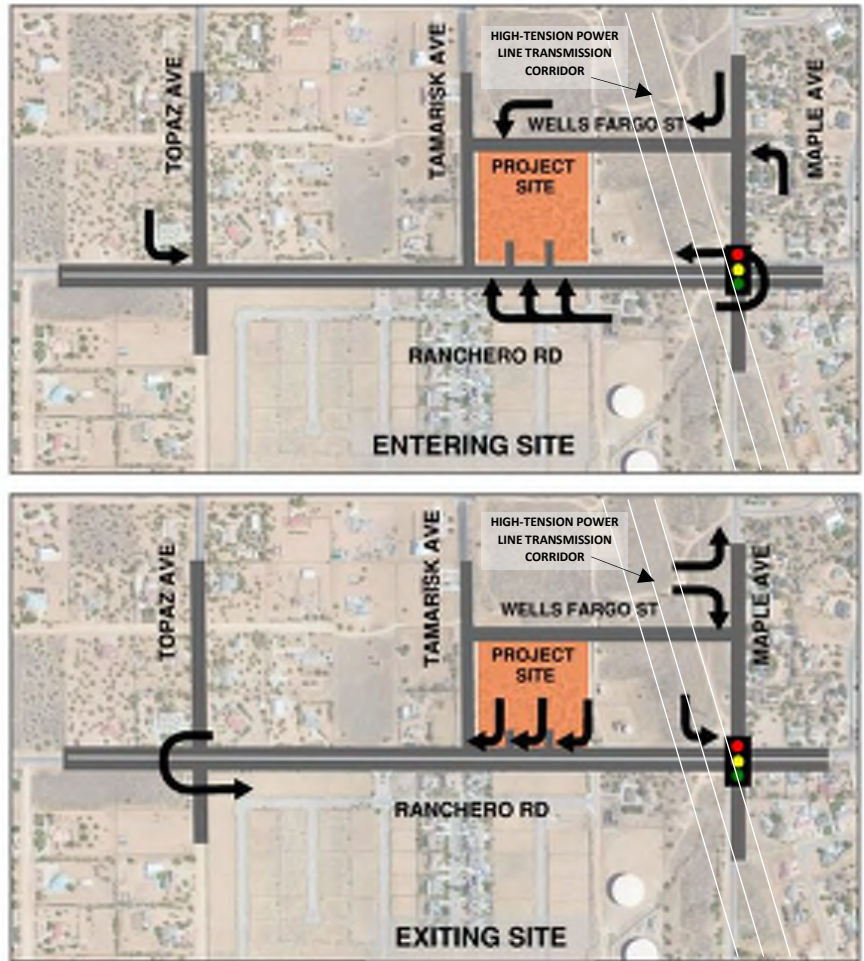 HIGH-TENSION POWER
LINE TRANSMISSION
CORRIDOR
TOPAZ AVE
TAMARISK AVE
MAPLE AVE
WELLS FARGO ST
PROJECT
SITE
RANCHERO RD
ENTERING SITE
HIGH-TENSION POWER
LINE TRANSMISSION
CORRIDOR
TOPAZ AVE
TAMARISK AVE
MAPLE AVE
WELLS FARGO ST
PROJECT
SITE
RANCHERO RD
EXITING SITE